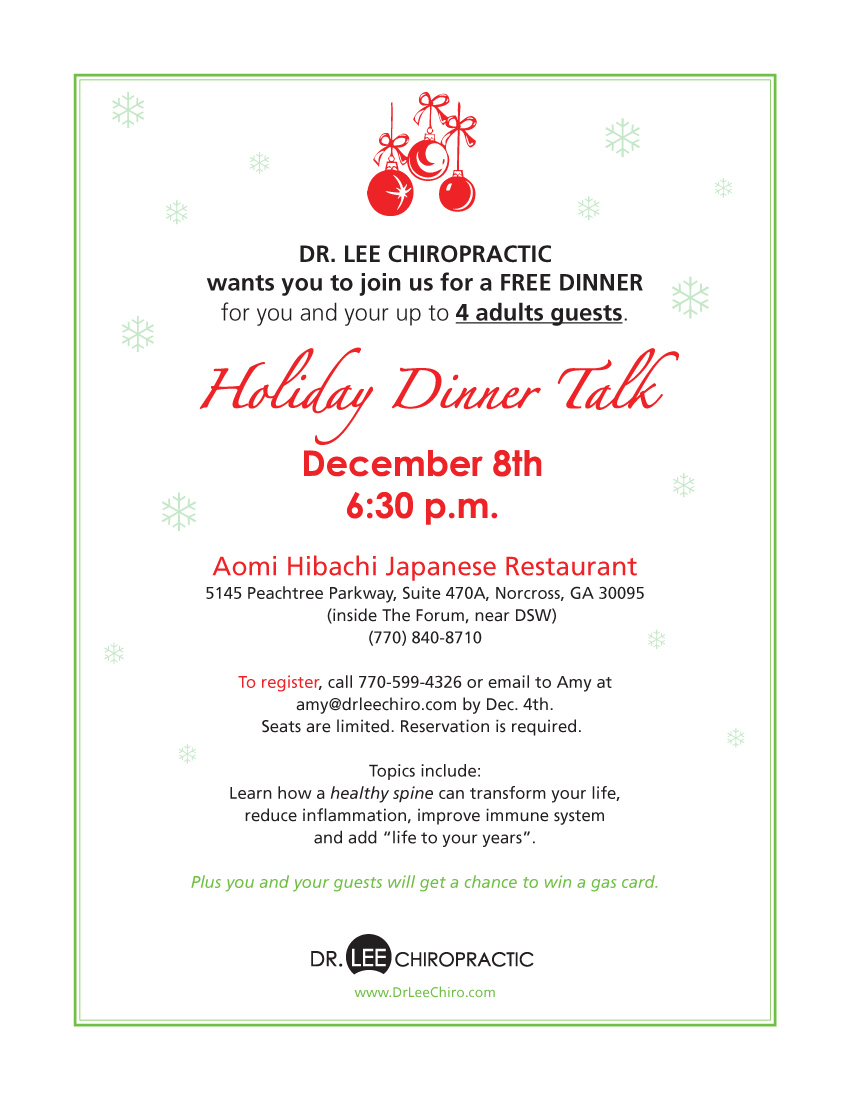 DR. LEE CHIROPRACTIC
wants you to join us for a FREE DINNER
for you and your up to 4 adults guests.
Holiday Dinner Talk
December 8th
6:30 p.m.
Aomi Hibachi Japanese Restaurant
5145 Peachtree Parkway, Suite 470A, Norcross, GA 30095
(inside The Forum, near DSW)
(770) 840-8710
To register, call 770-599-4326 or email to Amy at
amy@drleechiro.com by Dec. 4th.
Seats are limited. Reservation is required.
Topics include:
Learn how a healthy spine can transform your life,
reduce inflammation, improve immune system
and add “life to your years”.
Plus you and your guests will get a chance to win a gas card.
DR. LEE CHIROPRACTIC
www.DrLeeChiro.com